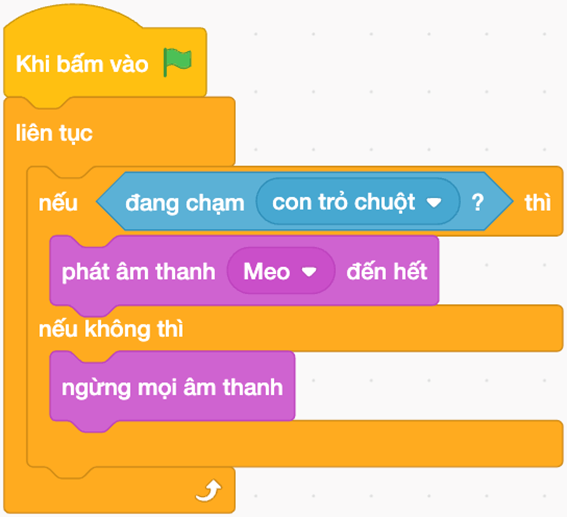 Khi bấm vào
liên tục
nếu đang chạm con trỏ chuột ? thì
phát âm thanh Meo đến hết
nếu không thì
ngừng mọi âm thanh